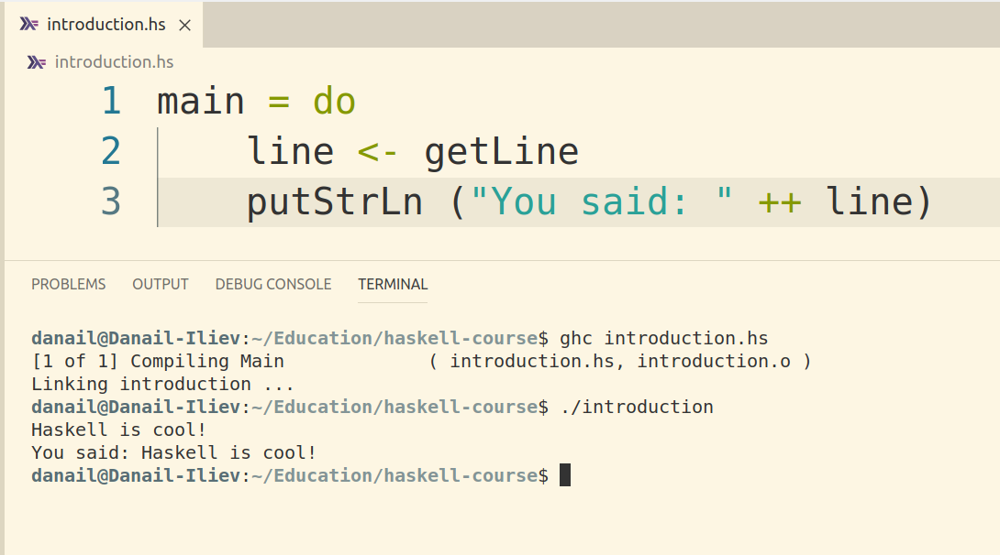 introduction.hs
introduction.hs
1 main = do
2     line <- getLine
3     putStrLn ("You said: " ++ line)
PROBLEMS OUTPUT DEBUG CONSOLE TERMINAL
danail@Danail-Iliev:~/Education/haskell-course$ ghc introduction.hs
[1 of 1] Compiling Main             ( introduction.hs, introduction.o )
Linking introduction ...
danail@Danail-Iliev:~/Education/haskell-course$ ./introduction
Haskell is cool!
You said: Haskell is cool!
danail@Danail-Iliev:~/Education/haskell-course$